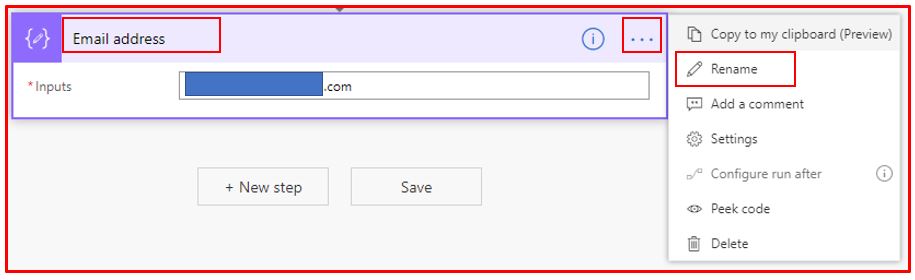 Email address
*Inputs
.com
+ New step
Save
Copy to my clipboard (Preview)
Rename
Add a comment
Settings
Configure run after
Peek code
Delete